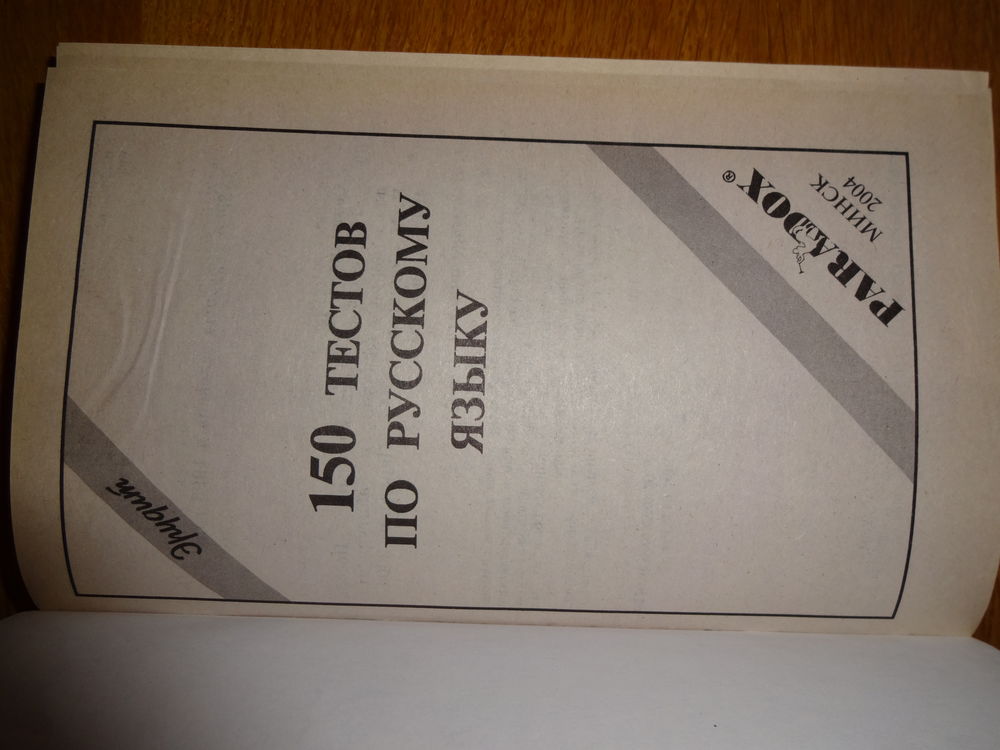 Эрудит
150 ТЕСТОВ
ПО РУССКОМУ
ЯЗЫКУ
PARADOX®
МИНСК
2004